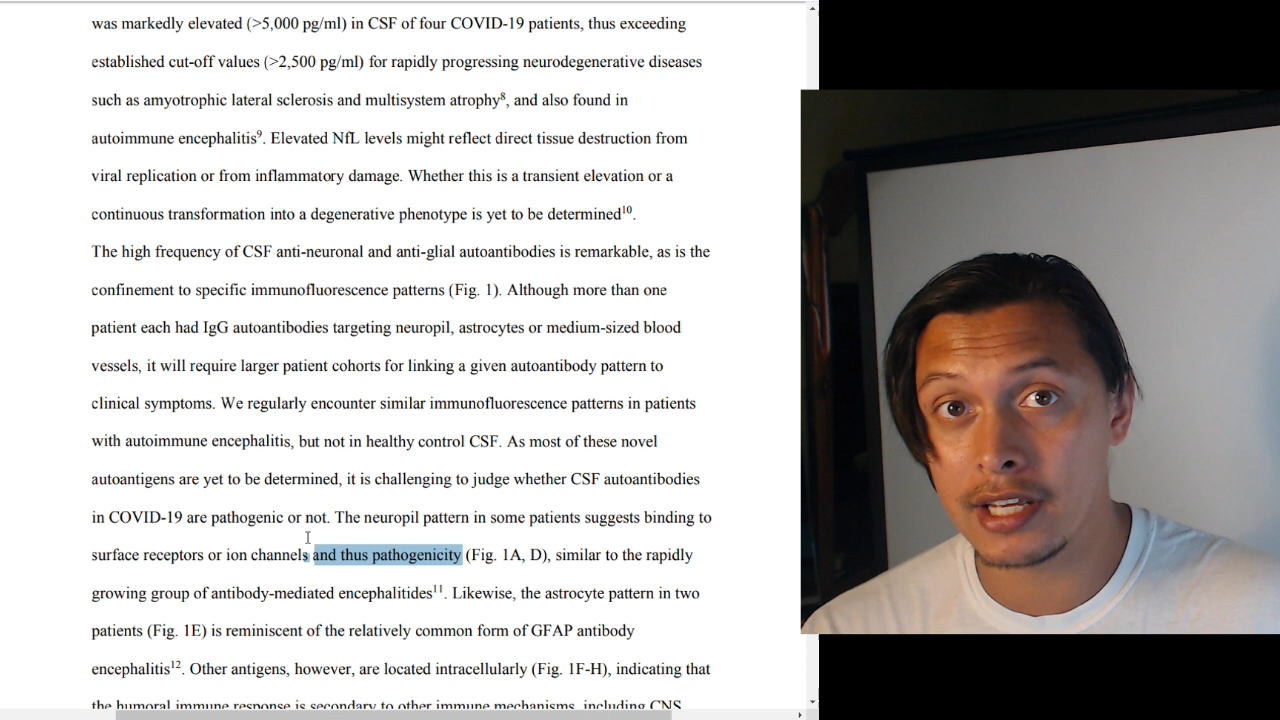 was markedly elevated (>5,000 pg/ml) in CSF of four COVID-19 patients, thus exceeding
established cut-off values (>2,500 pg/ml) for rapidly progressing neurodegenerative diseases
such as amyotrophic lateral sclerosis and multisystem atrophy⁸, and also found in
autoimmune encephalitis⁹. Elevated NfL levels might reflect direct tissue destruction from
viral replication or from inflammatory damage. Whether this is a transient elevation or a
continuous transformation into a degenerative phenotype is yet to be determined¹⁰.
The high frequency of CSF anti-neuronal and anti-glial autoantibodies is remarkable, as is the
confinement to specific immunofluorescence patterns (Fig. 1). Although more than one
patient each had IgG autoantibodies targeting neuropil, astrocytes or medium-sized blood
vessels, it will require larger patient cohorts for linking a given autoantibody pattern to
clinical symptoms. We regularly encounter similar immunofluorescence patterns in patients
with autoimmune encephalitis, but not in healthy control CSF. As most of these novel
autoantigens are yet to be determined, it is challenging to judge whether CSF autoantibodies
in COVID-19 are pathogenic or not. The neuropil pattern in some patients suggests binding to
surface receptors or ion channels and thus pathogenicity (Fig. 1A, D), similar to the rapidly
growing group of antibody-mediated encephalitides¹¹. Likewise, the astrocyte pattern in two
patients (Fig. 1E) is reminiscent of the relatively common form of GFAP antibody
encephalitis¹². Other antigens, however, are located intracellularly (Fig. 1F-H), indicating that
the humoral immune response is secondary to other immune mechanisms, including CNS